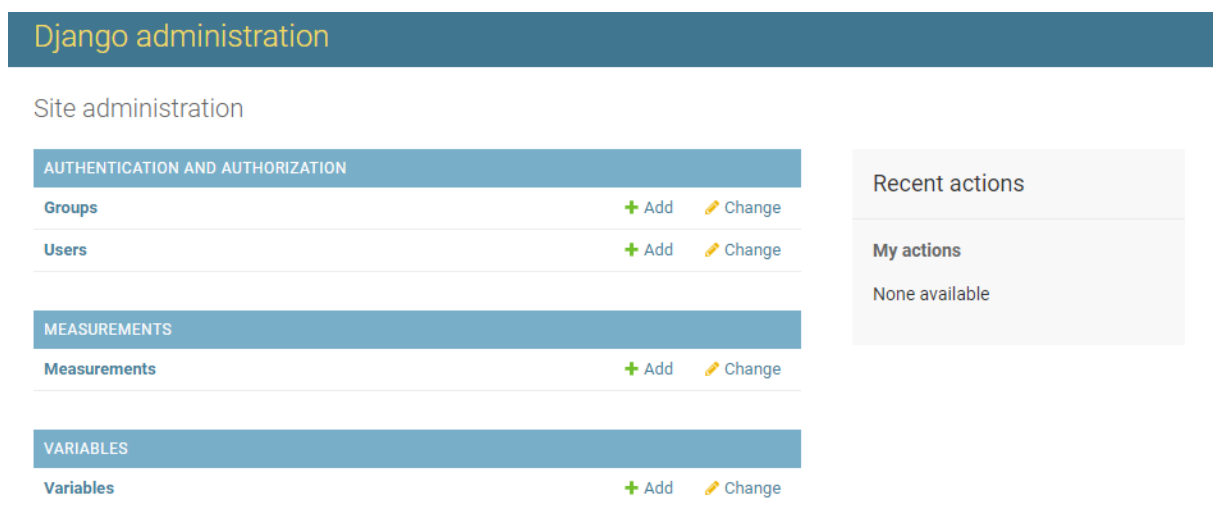 Django administration
Site administration
AUTHENTICATION AND AUTHORIZATION
Groups Add Change
Users Add Change
MEASUREMENTS
Measurements Add Change
VARIABLES
Variables Add Change
Recent actions
My actions
None available